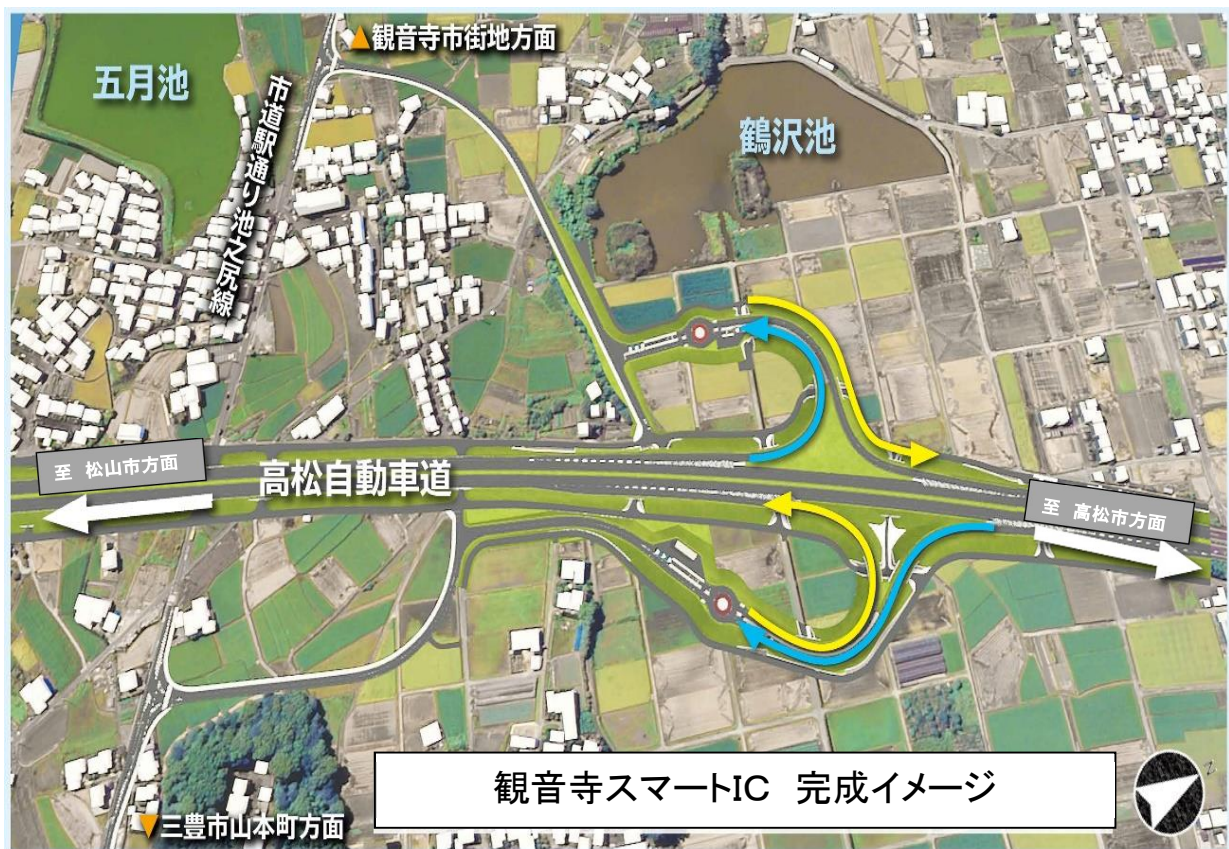 ▲観音寺市街地方面
五月池
市道駅通り池之尻線
鶴沢池
至 松山市方面
高松自動車道
至 高松市方面
観音寺スマートIC 完成イメージ
▼三豊市山本町方面
Z